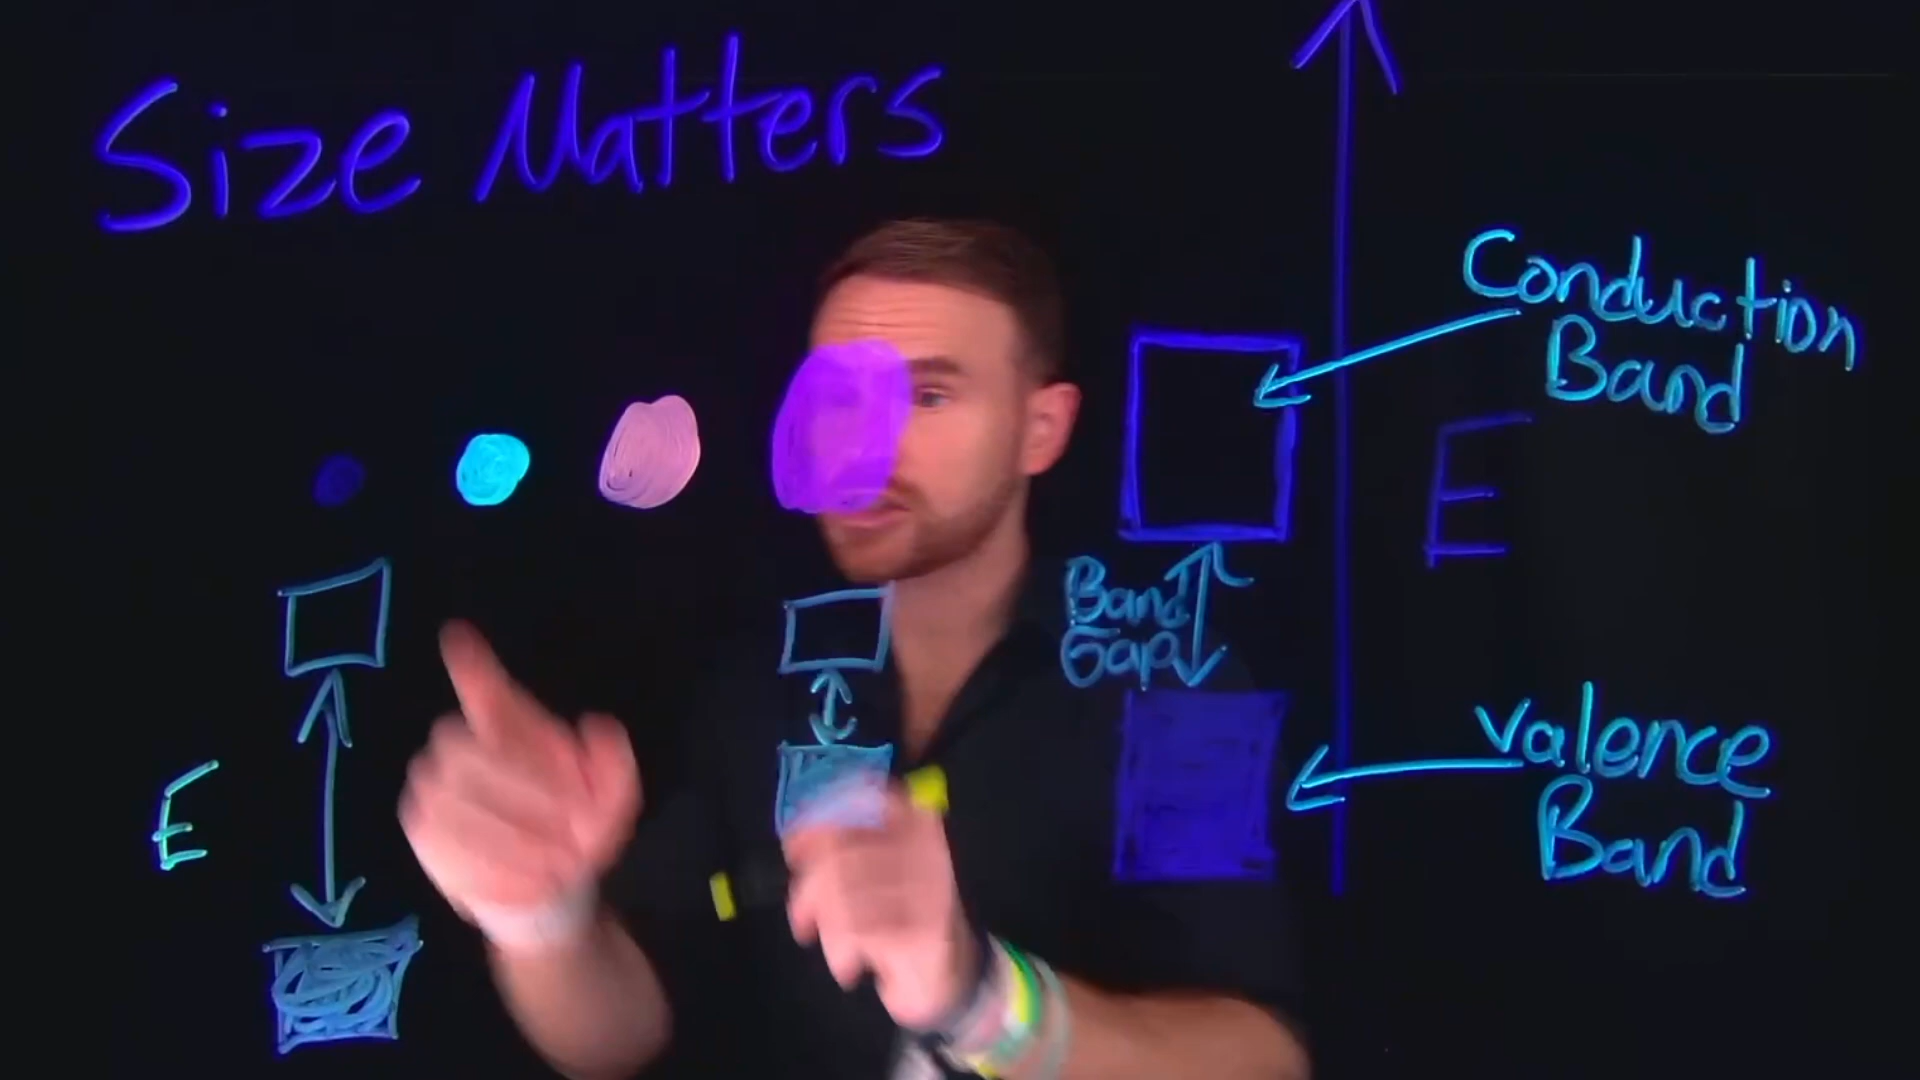 Size Matters
Conduction
Band
E
Band
Gap
Valence
Band
E